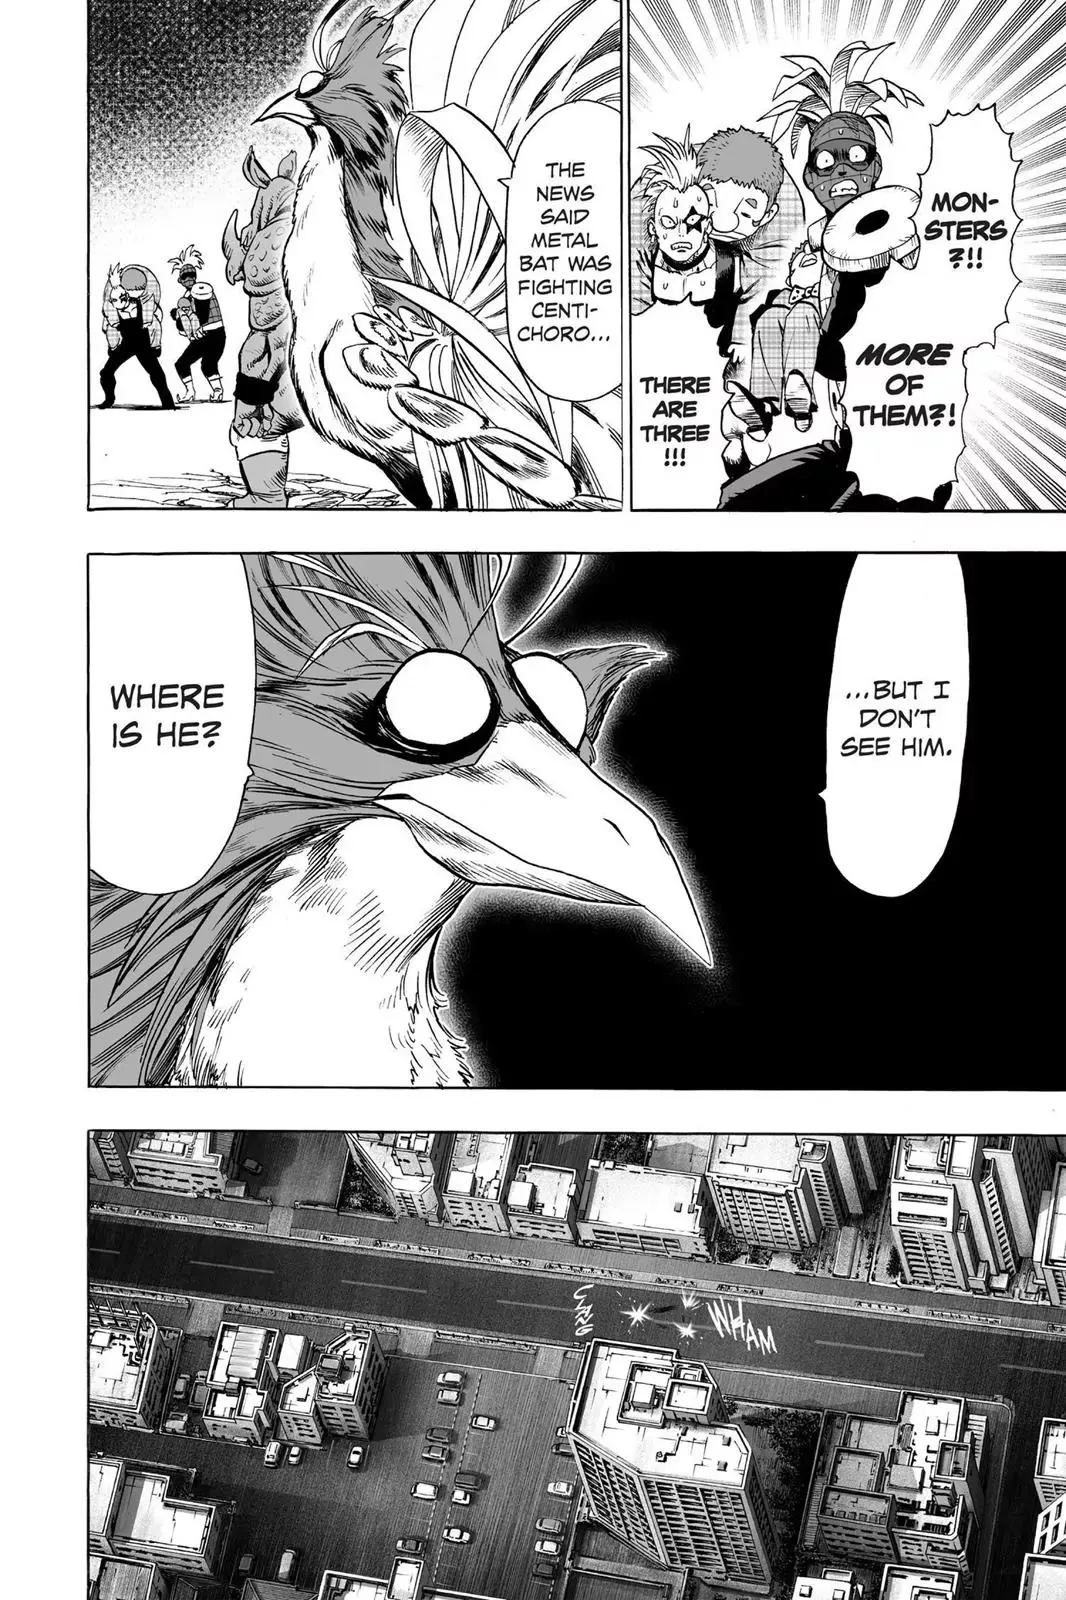 MON-
STERS
?!!
MORE
OF
THEM?!
THERE
ARE
THREE
!!!
THE
NEWS
SAID
METAL
BAT WAS
FIGHTING
CENTI-
CHORO...
...BUT I
DON'T
SEE HIM.
WHERE
IS HE?
WHAM
CLANG